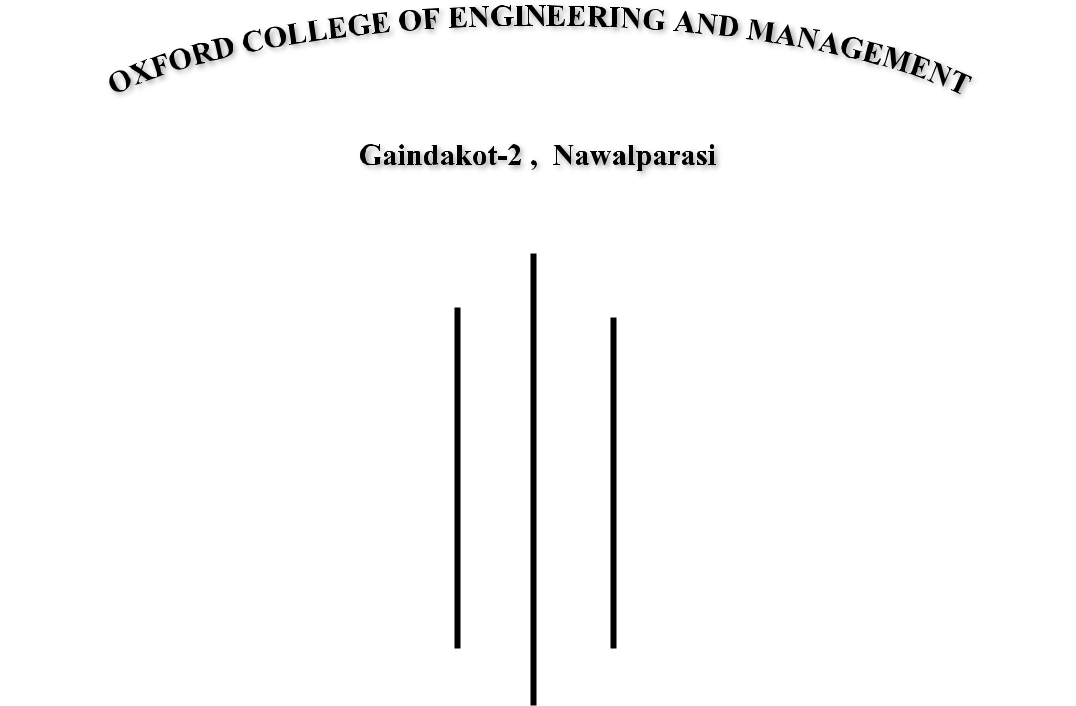 OXFORD COLLEGE OF ENGINEERING AND MANAGEMENT
Gaindakot-2 , Nawalparasi